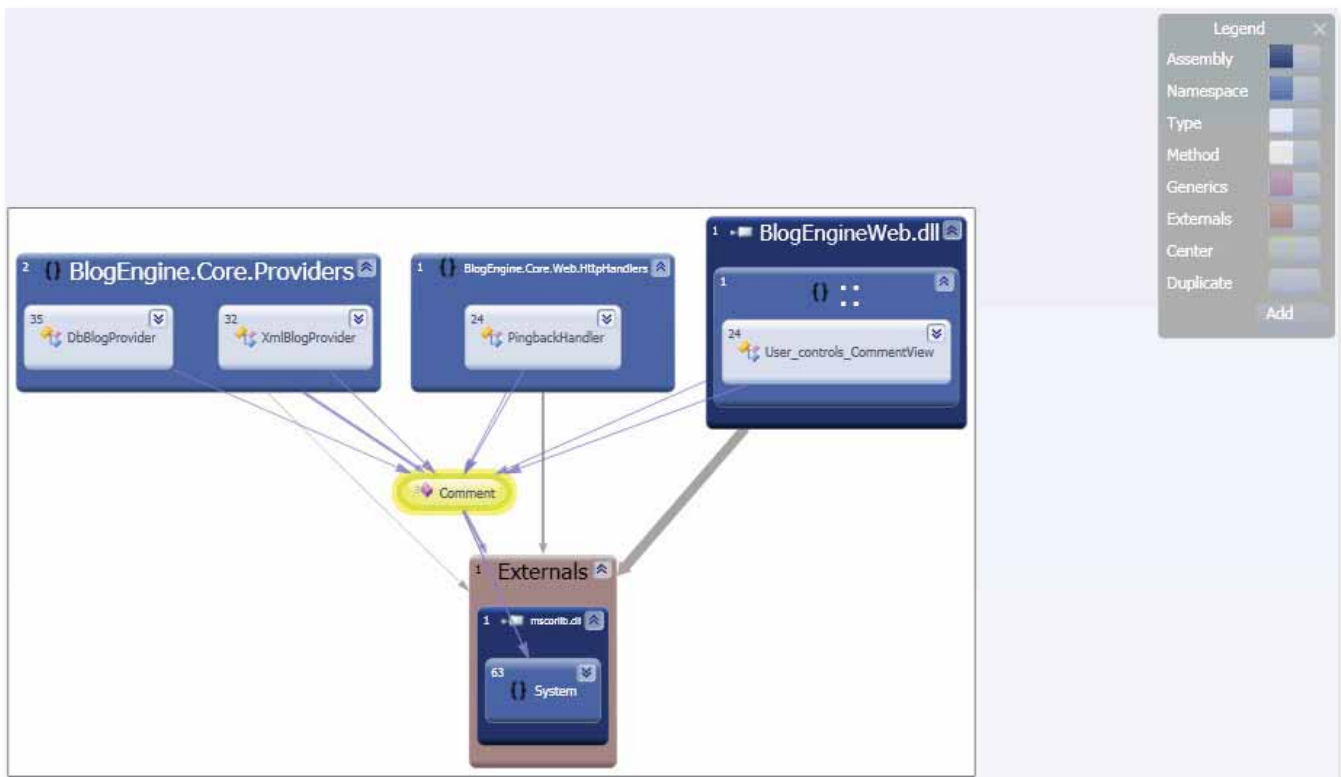 Legend
Assembly
Namespace
Type
Method
Generics
Externals
Center
Duplicate
Add
2 {} BlogEngine.Core.Providers
35
DbBlogProvider
32
XmlBlogProvider
1 {} BlogEngine.Core.Web.HttpHandlers
24
PingbackHandler
1 BlogEngineWeb.dll
1 {}
24
User_controls_CommentView
Comment
1 Externals
1 mscorlib.dll
63
{} System